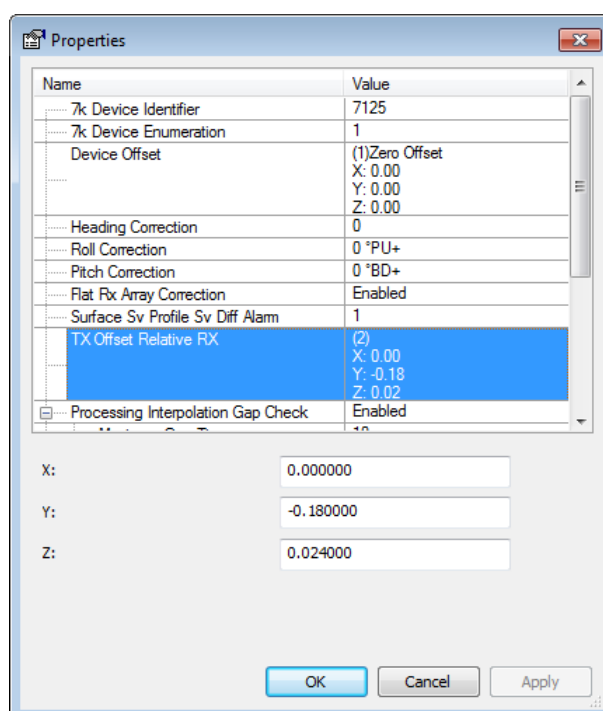 Properties
Name Value
7k Device Identifier 7125
7k Device Enumeration 1
Device Offset (1)Zero Offset
X: 0.00
Y: 0.00
Z: 0.00
Heading Correction 0
Roll Correction 0 °PU+
Pitch Correction 0 °BD+
Flat Rx Array Correction Enabled
Surface Sv Profile Sv Diff Alarm 1
TX Offset Relative RX (2)
X: 0.00
Y: -0.18
Z: 0.02
Processing Interpolation Gap Check Enabled
X: 0.000000
Y: -0.180000
Z: 0.024000
OK Cancel Apply